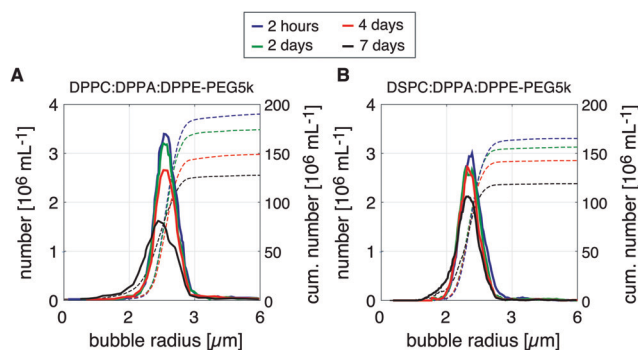 2 hours
4 days
2 days
7 days
A
B
DPPC:DPPA:DPPE-PEG5k
DSPC:DPPA:DPPE-PEG5k
4
3
2
1
0
number [10⁶ mL⁻¹]
200
150
100
50
0
cum. number [10⁶ mL⁻¹]
0
2
3
6
bubble radius [µm]
4
3
2
1
0
number [10⁶ mL⁻¹]
200
150
100
50
0
cum. number [10⁶ mL⁻¹]
0
2
3
6
bubble radius [µm]